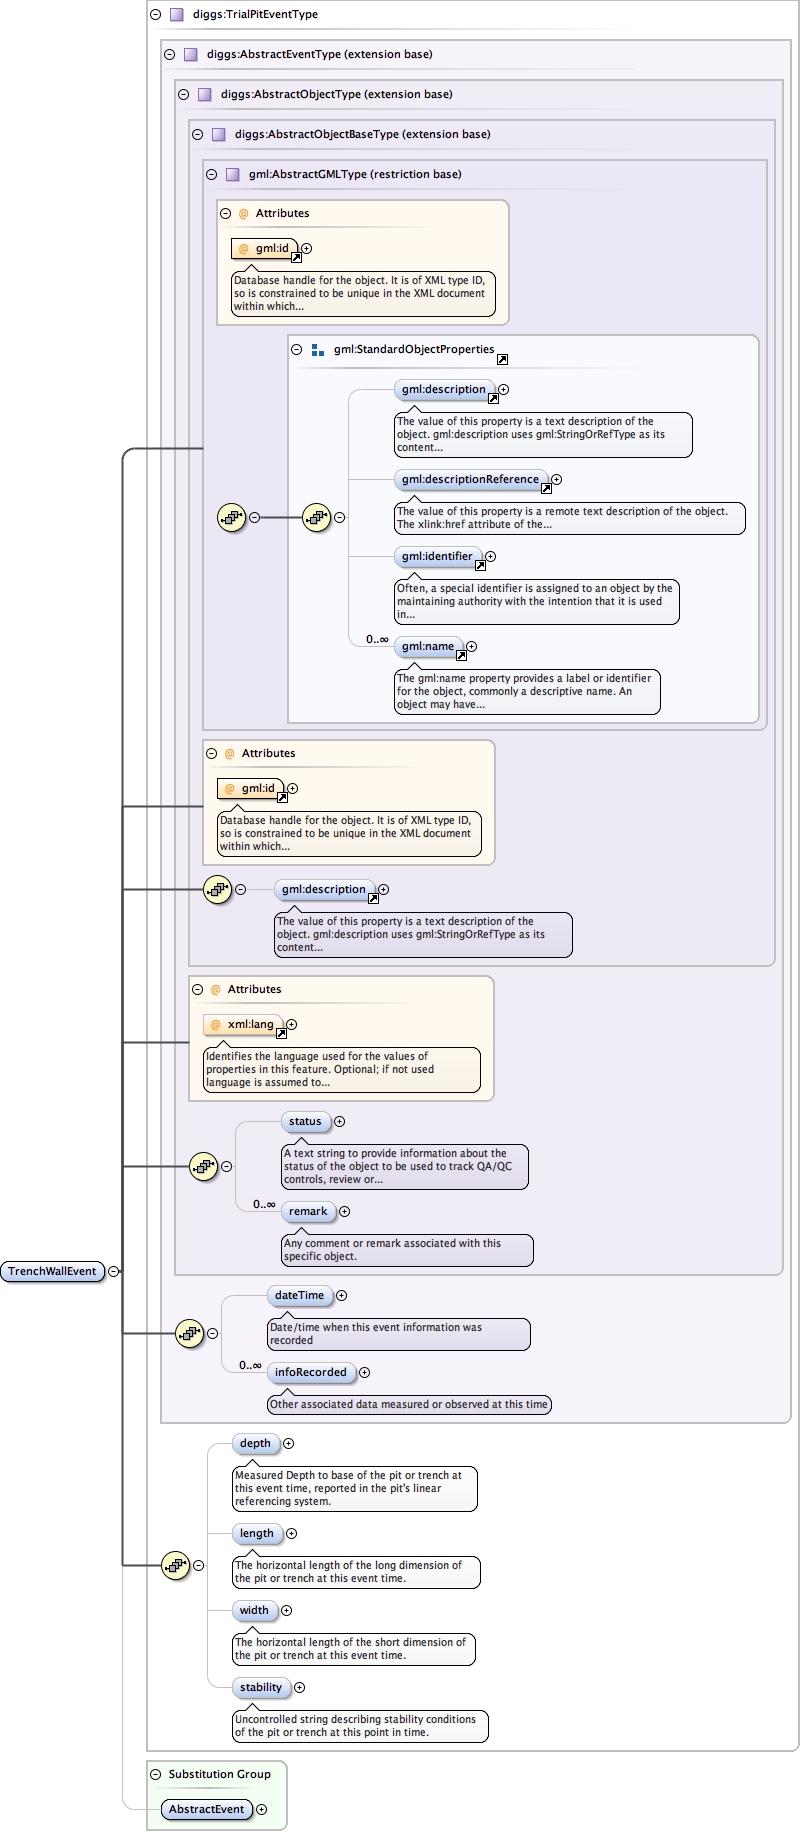 diggs:TrialPitEventType
diggs:AbstractEventType (extension base)
diggs:AbstractObjectType (extension base)
diggs:AbstractObjectBaseType (extension base)
gml:AbstractGMLType (restriction base)
@ Attributes
@ gml:id
Database handle for the object. It is of XML type ID,
so is constrained to be unique in the XML document
within which...
gml:StandardObjectProperties
gml:description
The value of this property is a text description of the
object. gml:description uses gml:StringOrRefType as its
content...
gml:descriptionReference
The value of this property is a remote text description of the object.
The xlink:href attribute of the...
gml:identifier
Often, a special identifier is assigned to an object by the
maintaining authority with the intention that it is used
in...
0..∞
gml:name
The gml:name property provides a label or identifier
for the object, commonly a descriptive name. An
object may have...
@ Attributes
@ gml:id
Database handle for the object. It is of XML type ID,
so is constrained to be unique in the XML document
within which...
gml:description
The value of this property is a text description of the
object. gml:description uses gml:StringOrRefType as its
content...
@ Attributes
@ xml:lang
Identifies the language used for the values of
properties in this feature. Optional; if not used
language is assumed to...
status
A text string to provide information about the
status of the object to be used to track QA/QC
controls, review or...
0..∞
remark
Any comment or remark associated with this
specific object.
TrenchWallEvent
dateTime
Date/time when this event information was
recorded
0..∞
infoRecorded
Other associated data measured or observed at this time
depth
Measured Depth to base of the pit or trench at
this event time, reported in the pit's linear
referencing system.
length
The horizontal length of the long dimension of
the pit or trench at this event time.
width
The horizontal length of the short dimension of
the pit or trench at this event time.
stability
Uncontrolled string describing stability conditions
of the pit or trench at this point in time.
Substitution Group
AbstractEvent